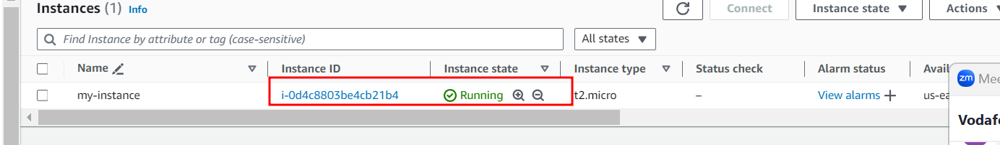 Instances (1) Info
Connect
Instance state
Actions
Find Instance by attribute or tag (case-sensitive)
All states
Name
Instance ID
Instance state
Instance type
Status check
Alarm status
Avai
my-instance
i-0d4c8803be4cb21b4
Running
t2.micro
–
View alarms +
us-ea
zm Mee
Vodafo